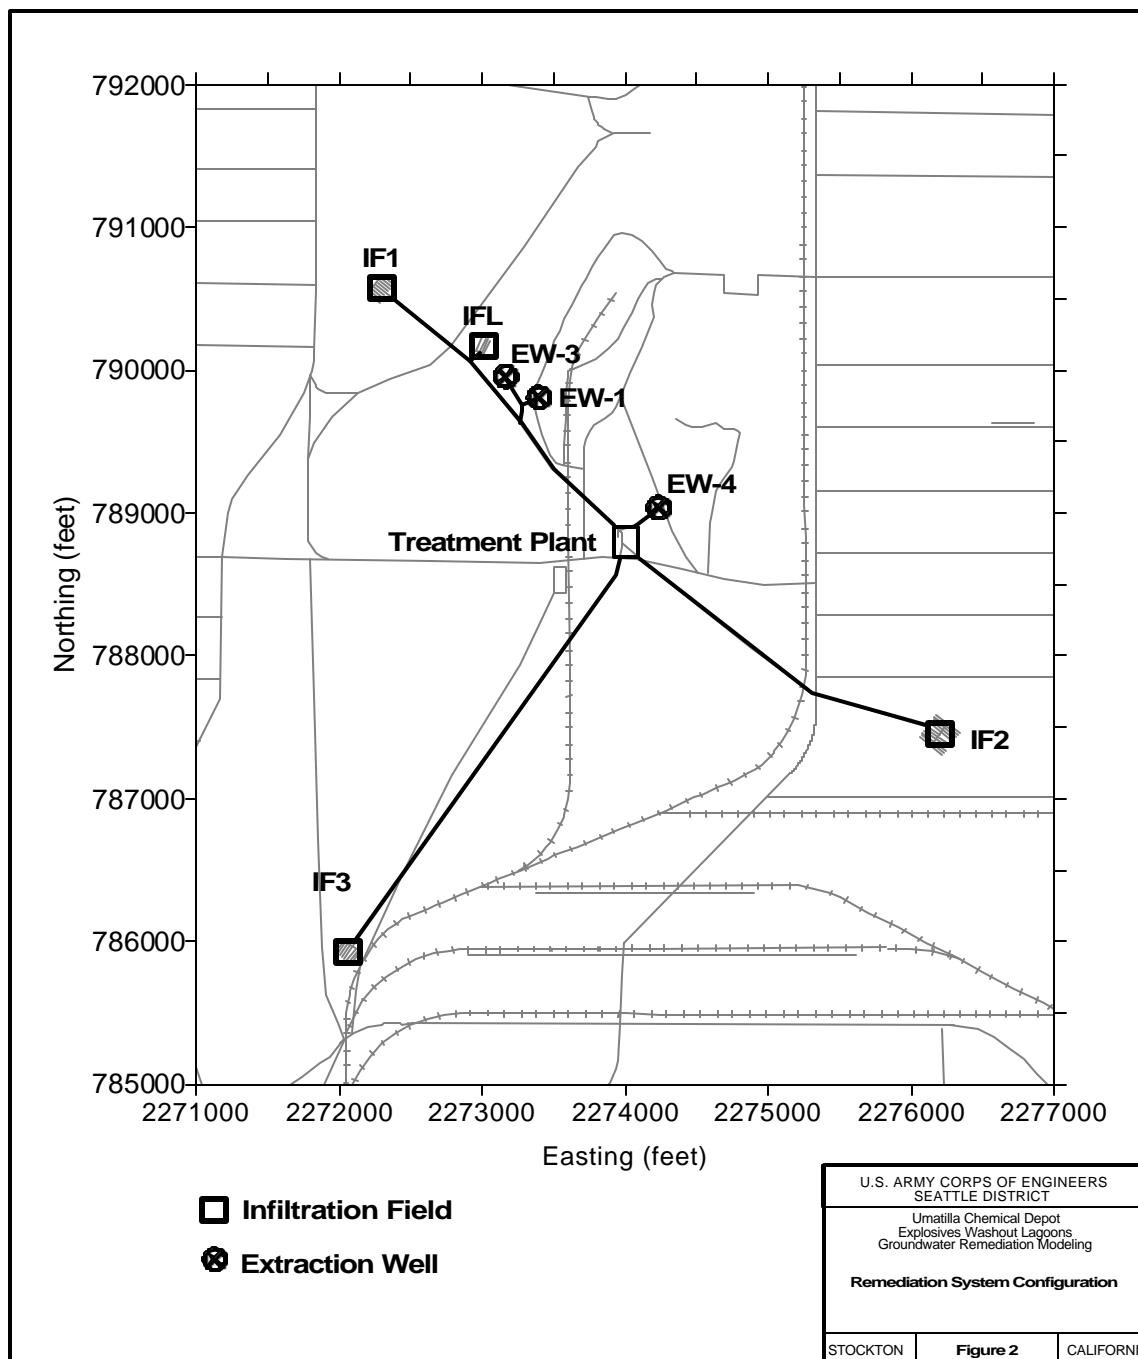 792000
791000
IF1
IFL
790000
EW-3
EW-1
EW-4
789000
Treatment Plant
Northing (feet)
788000
IF2
787000
IF3
786000
785000
2271000 2272000 2273000 2274000 2275000 2276000 2277000
Easting (feet)
Infiltration Field
Extraction Well
U.S. ARMY CORPS OF ENGINEERS
SEATTLE DISTRICT
Umatilla Chemical Depot
Explosives Washout Lagoons
Groundwater Remediation Modeling
Remediation System Configuration
STOCKTON Figure 2 CALIFORNI